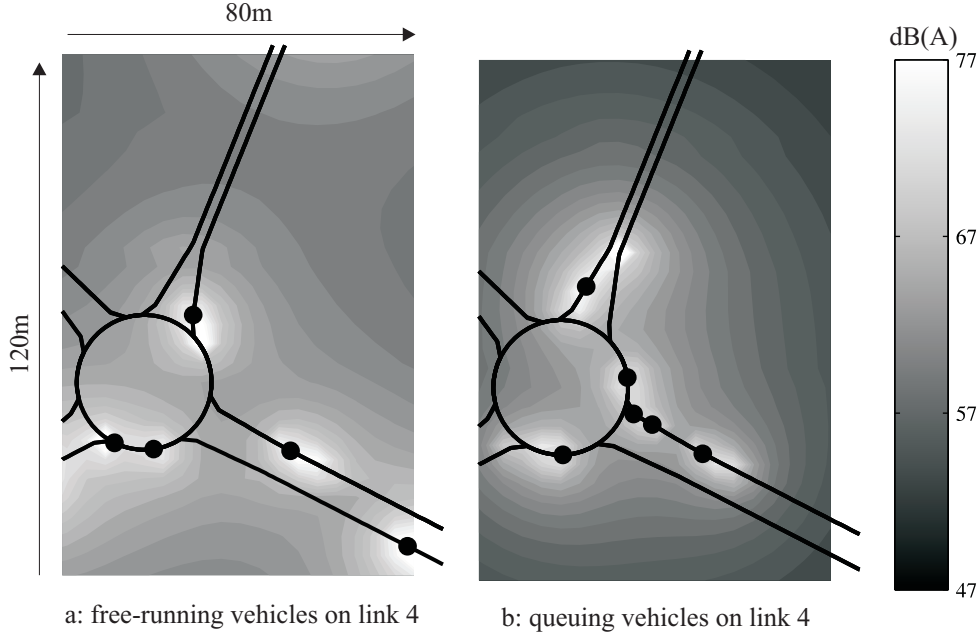 80m
120m
dB(A)
77
67
57
47
a: free-running vehicles on link 4
b: queuing vehicles on link 4